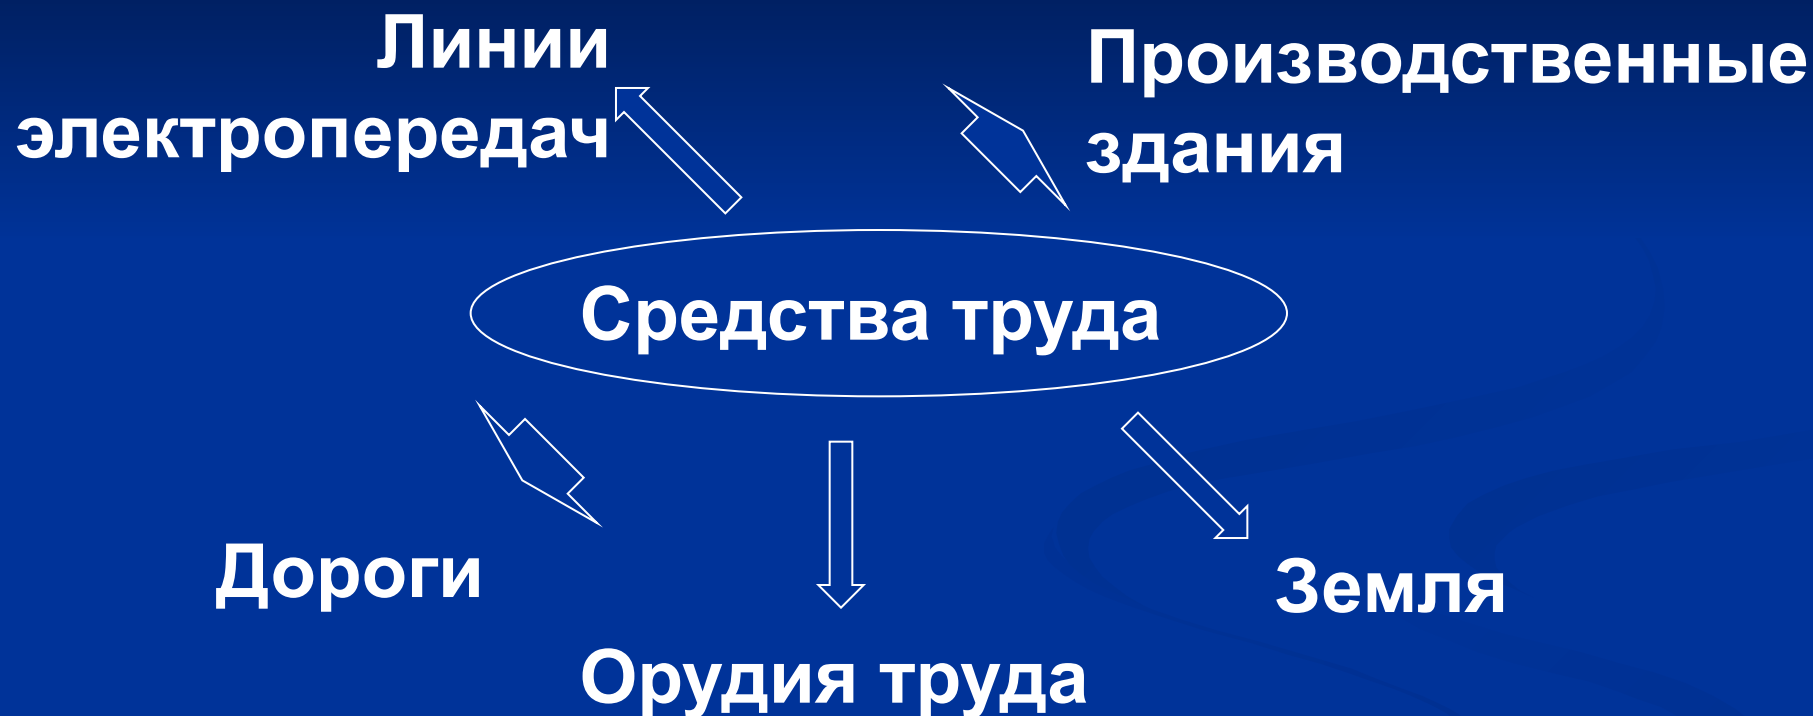 Линии
электропередач
Производственные
здания
Средства труда
Дороги
Земля
Орудия труда